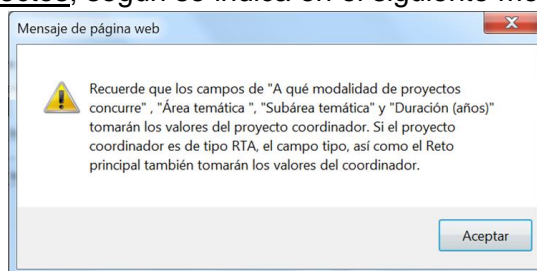 , según se indica en el siguiente
Mensaje de página web
Recuerde que los campos de "A qué modalidad de proyectos
concurre" , "Área temática ", "Subárea temática" y "Duración (años)"
tomarán los valores del proyecto coordinador. Si el proyecto
coordinador es de tipo RTA, el campo tipo, así como el Reto
principal también tomarán los valores del coordinador.
Aceptar